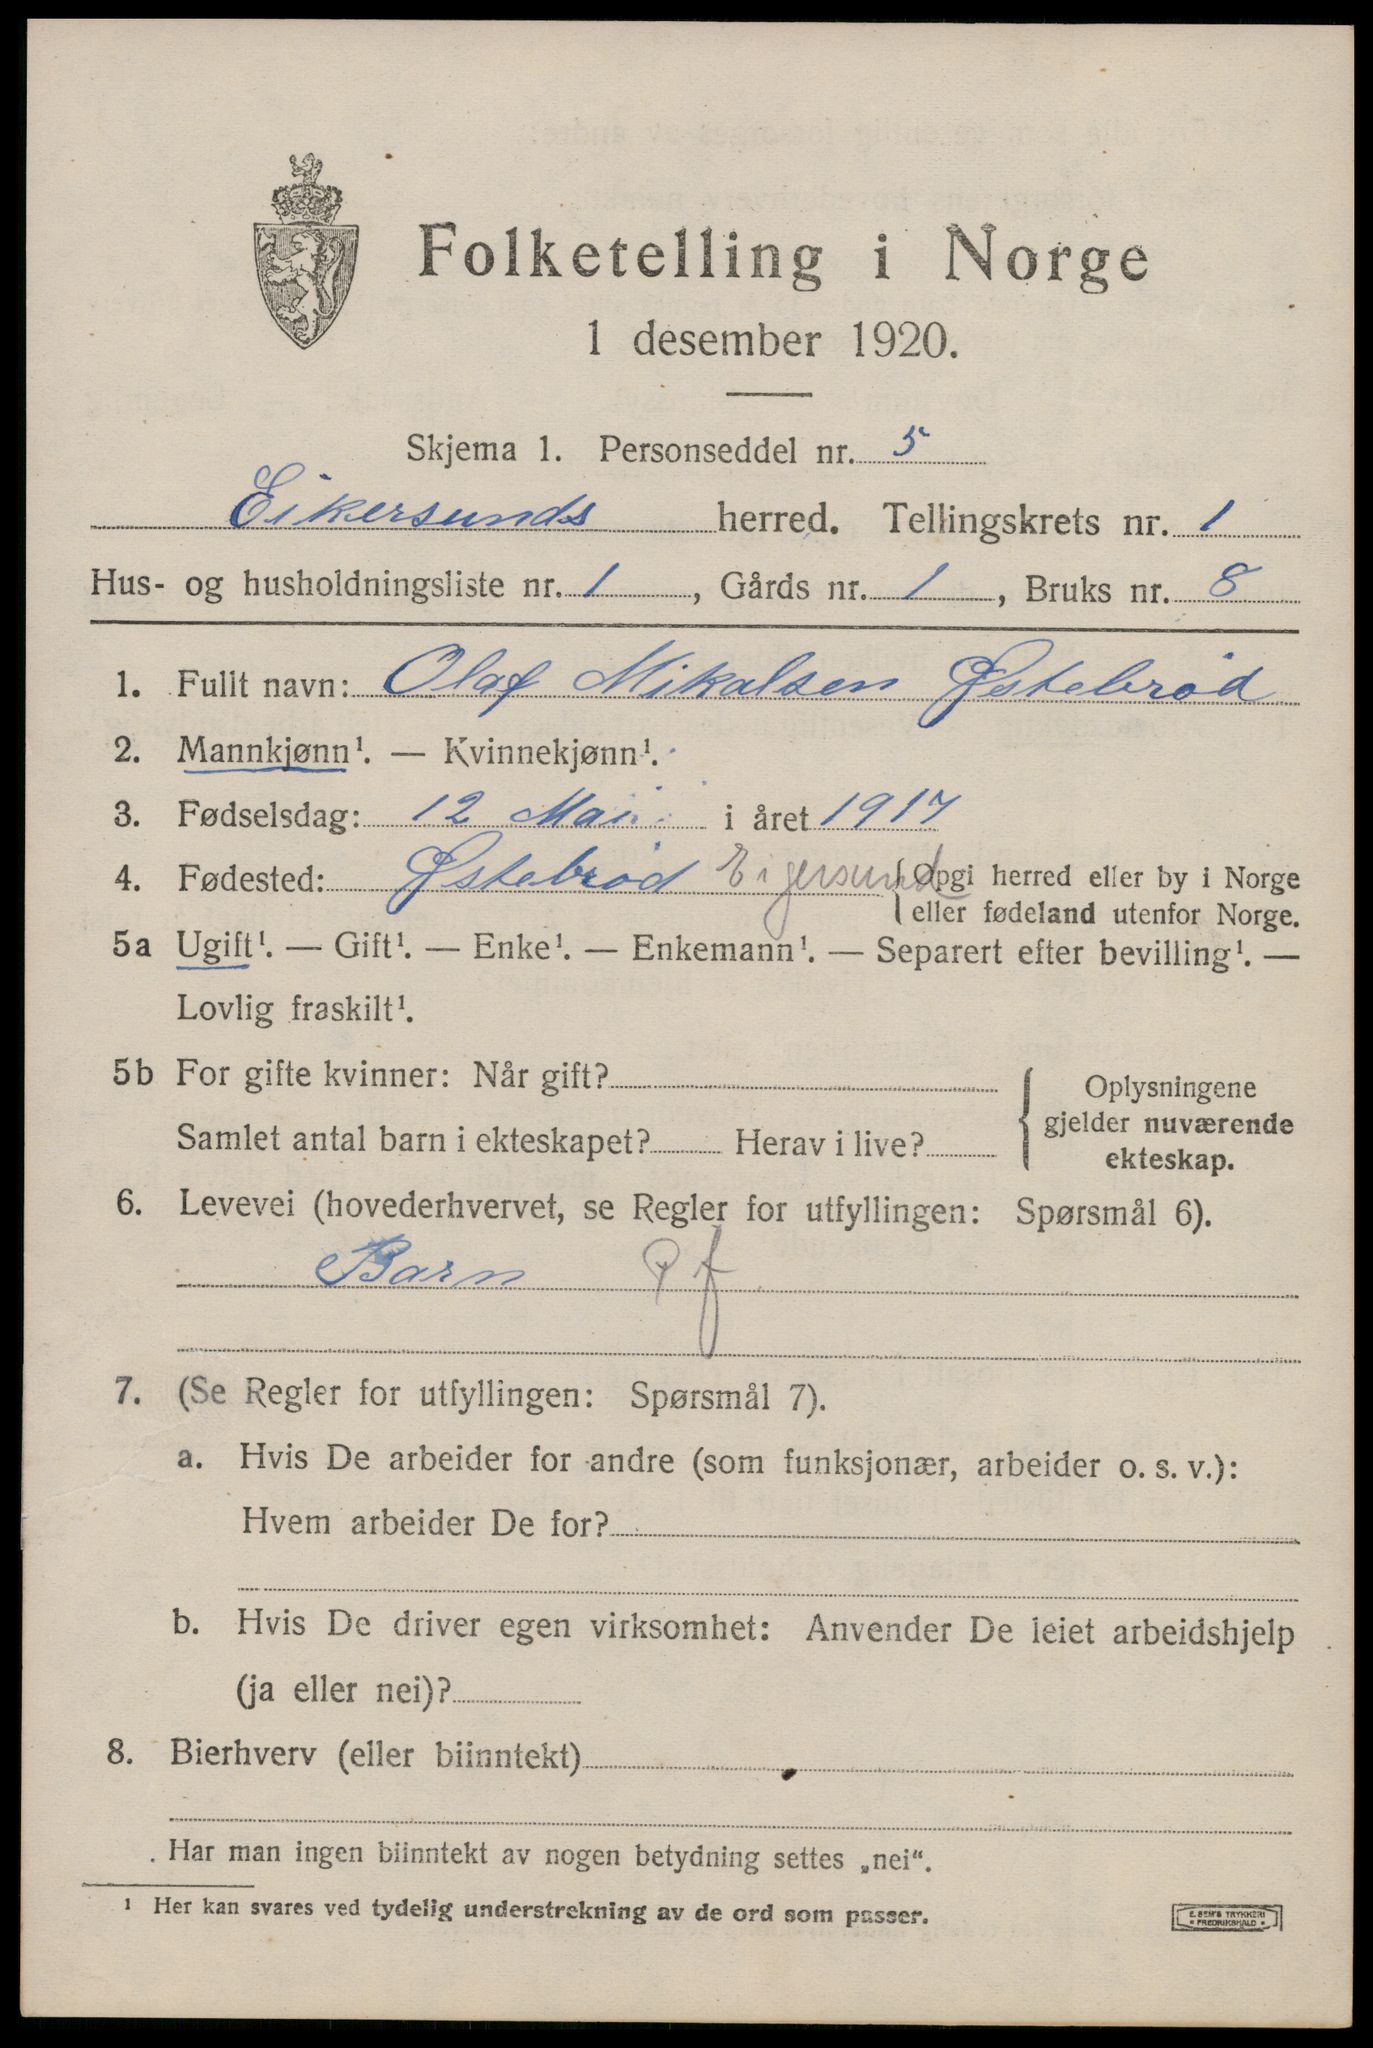 Folketelling i Norge
1 desember 1920.
Skjema 1. Personseddel nr. 5
Eikersunds herred. Tellingskrets nr. 1
Hus- og husholdningsliste nr. 1, Gårds nr. 1, Bruks nr. 8
1. Fullt navn: Olaf Mikalsen Østebrød
2. Mannkjønn¹. — Kvinnekjønn¹.
3. Fødselsdag: 12 Mai i året 1917
4. Fødested: Østebrød Eigersund {Opgi herred eller by i Norge
eller fødeland utenfor Norge.
5a Ugift¹. — Gift¹. — Enke¹. — Enkemann¹. — Separert efter bevilling¹. —
Lovlig fraskilt¹.
5b For gifte kvinner: Når gift?
Samlet antal barn i ekteskapet? Herav i live?
Oplysningene
gjelder nuværende
ekteskap.
6. Levevei (hovederhvervet, se Regler for utfyllingen: Spørsmål 6).
Barn Pf
7. (Se Regler for utfyllingen: Spørsmål 7).
a. Hvis De arbeider for andre (som funksjonær, arbeider o. s. v.):
Hvem arbeider De for?
b. Hvis De driver egen virksomhet: Anvender De leiet arbeidshjelp
(ja eller nei)?
8. Bierhverv (eller biinntekt)
Har man ingen biinntekt av nogen betydning settes „nei“.
¹ Her kan svares ved tydelig understrekning av de ord som passer.
E. SEM'S TRYKKERI
• FREDRIKSHALD •